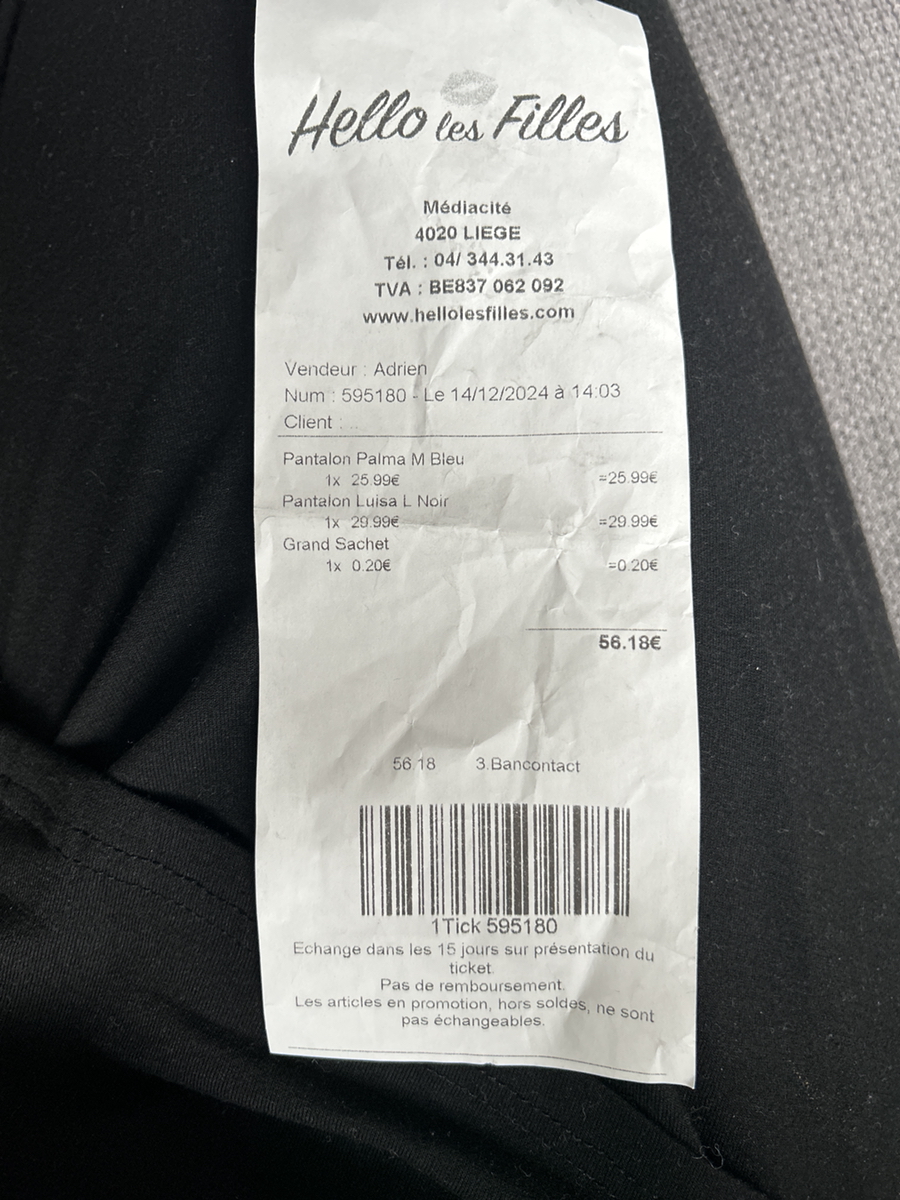 Hello les Filles
Médiacité
4020 LIEGE
Tél. : 04/ 344.31.43
TVA : BE837 062 092
www.hellolesfilles.com
Vendeur : Adrien
Num : 595180 - Le 14/12/2024 à 14:03
Client : ..
Pantalon Palma M Bleu
1x 25.99€ =25.99€
Pantalon Luisa L Noir
1x 29.99€ =29.99€
Grand Sachet
1x 0.20€ =0.20€
56.18€
56.18 3.Bancontact
1Tick 595180
Echange dans les 15 jours sur présentation du
ticket.
Pas de remboursement.
Les articles en promotion, hors soldes, ne sont
pas échangeables.